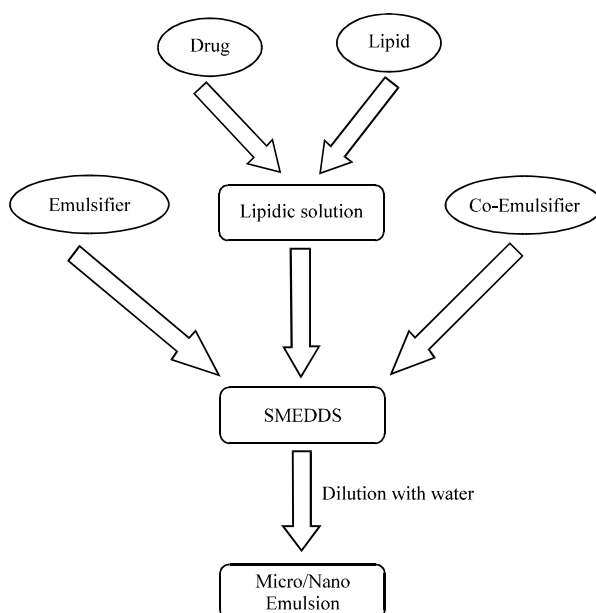 Drug
Lipid
Emulsifier
Lipidic solution
Co-Emulsifier
SMEDDS
Dilution with water
Micro/Nano
Emulsion